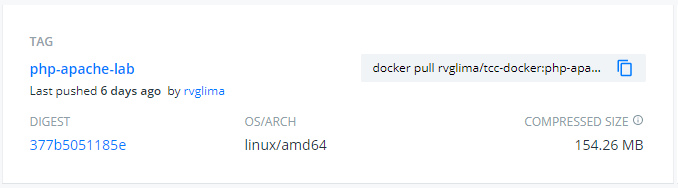 TAG
php-apache-lab
docker pull rvglima/tcc-docker:php-apa...
Last pushed 6 days ago by rvglima
DIGEST OS/ARCH COMPRESSED SIZE
377b5051185e linux/amd64 154.26 MB